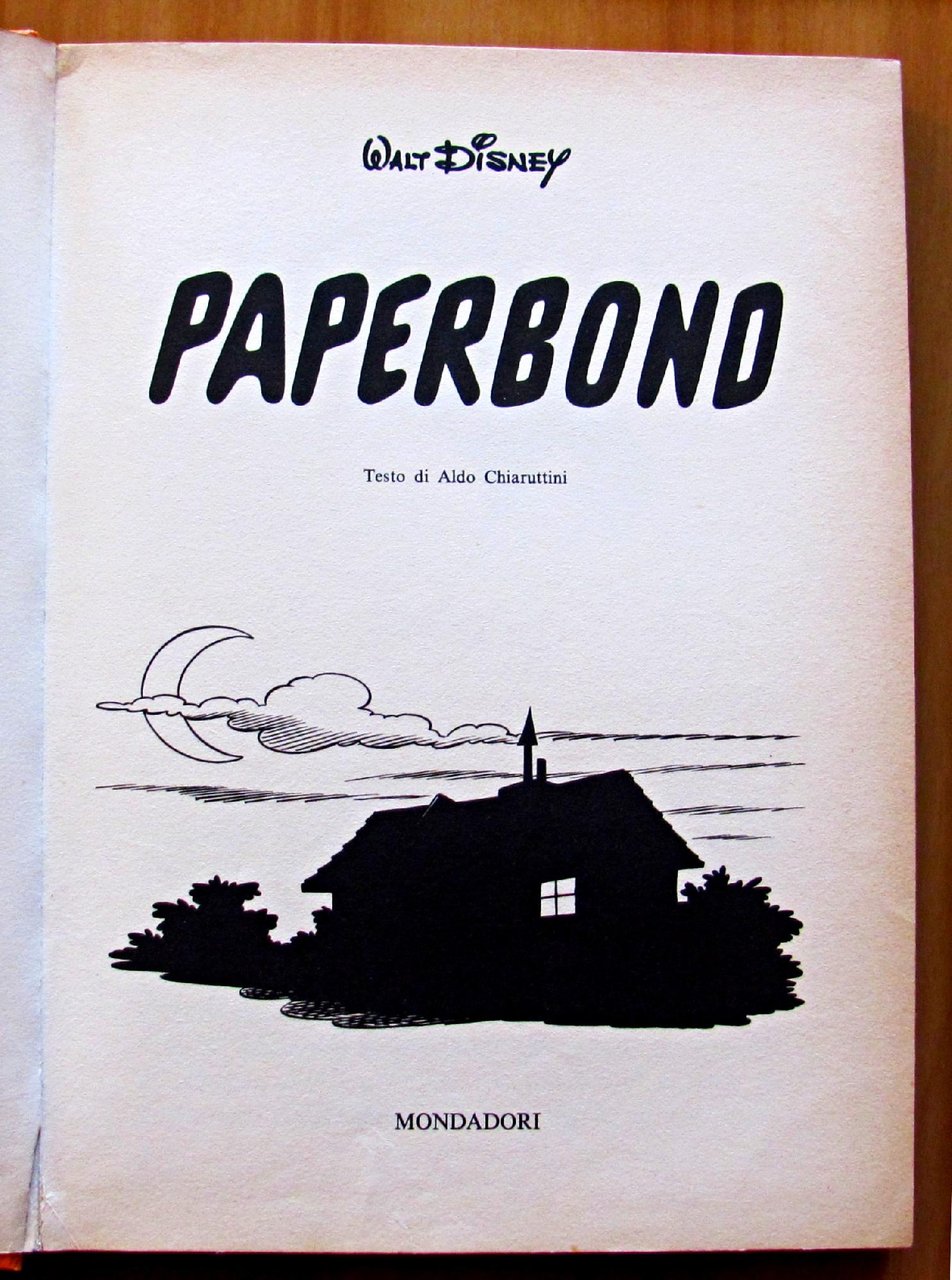 WALT DISNEY
PAPERBOND
Testo di Aldo Chiaruttini
MONDADORI